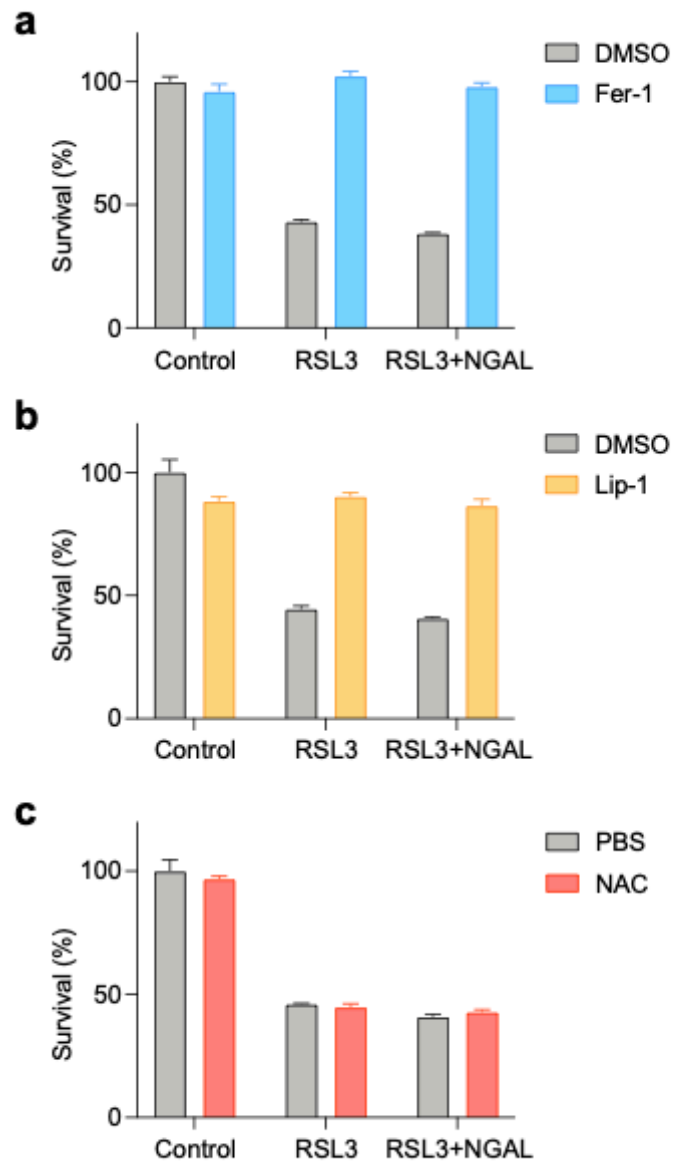 a
DMSO
Fer-1
Survival (%)
100
50
0
Control RSL3 RSL3+NGAL
b
DMSO
Lip-1
Survival (%)
100
50
0
Control RSL3 RSL3+NGAL
c
PBS
NAC
Survival (%)
100
50
0
Control RSL3 RSL3+NGAL